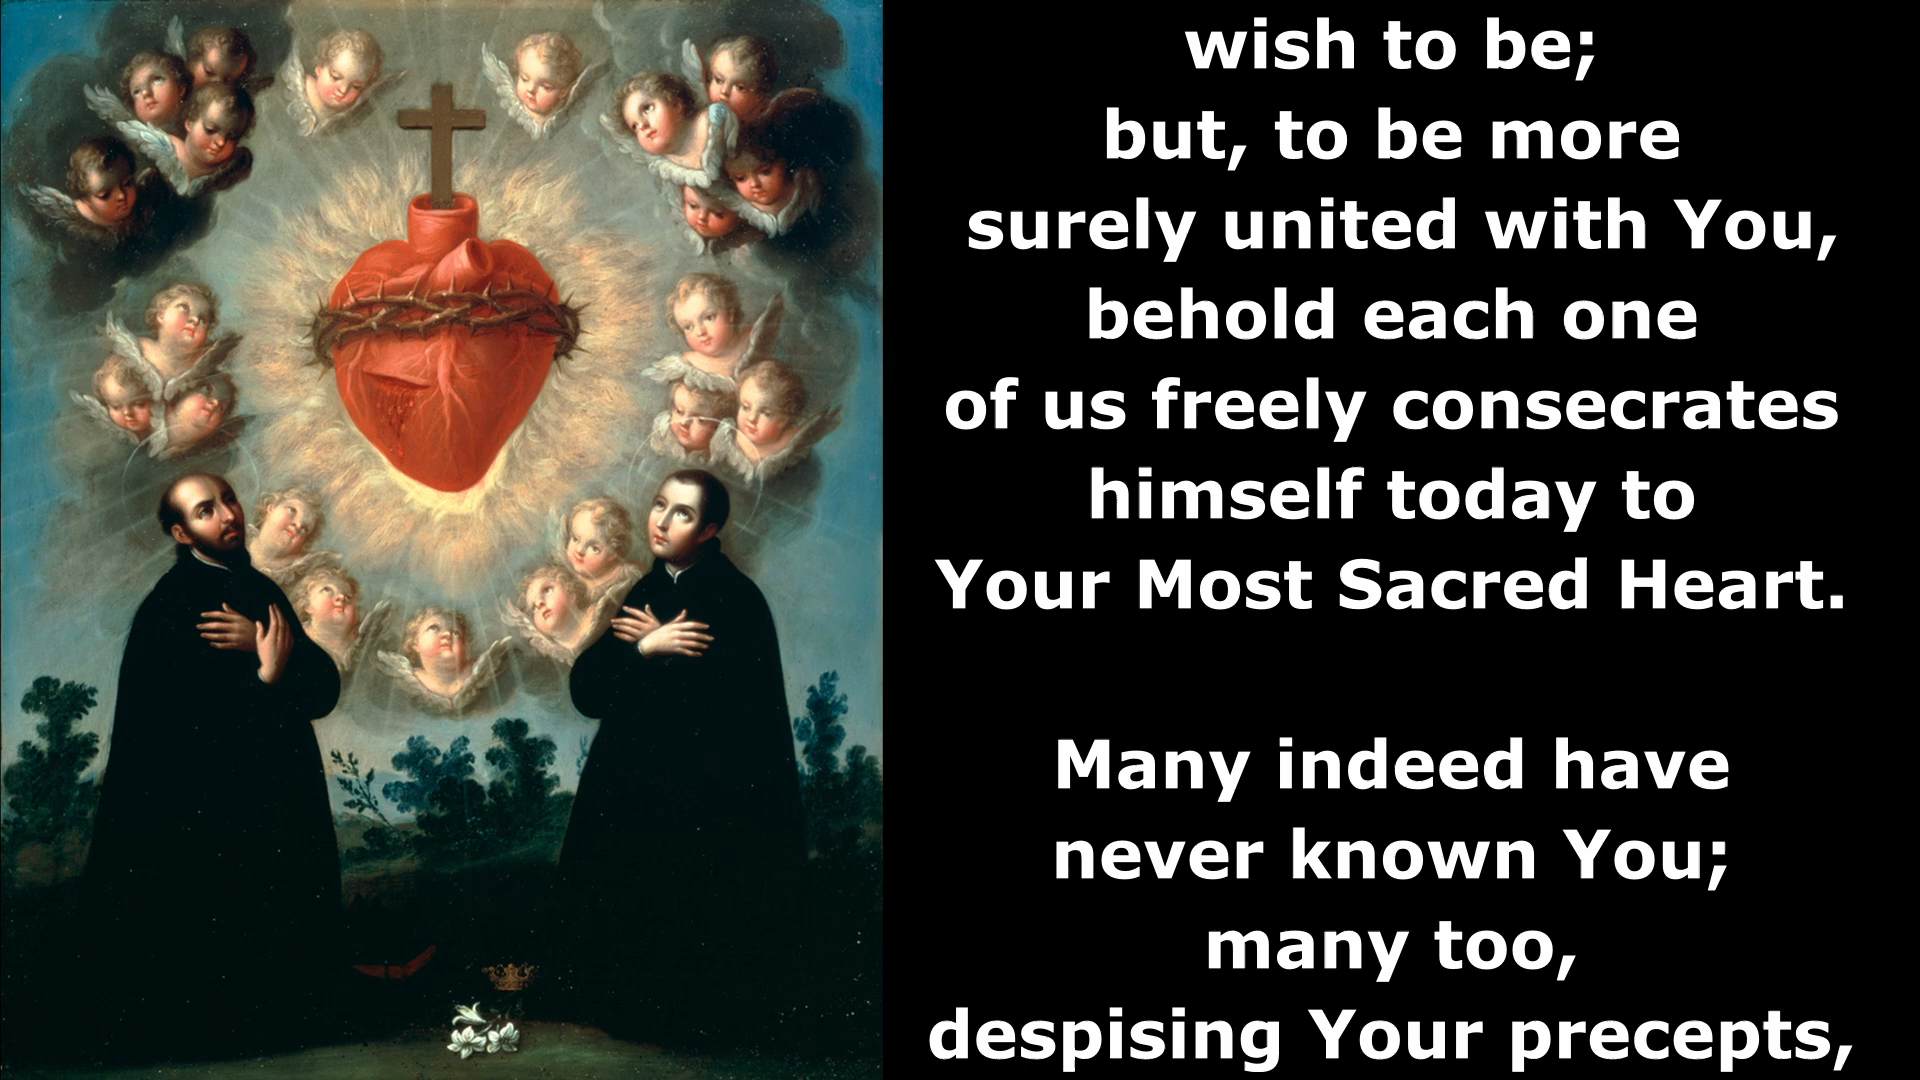 wish to be;
but, to be more
surely united with You,
behold each one
of us freely consecrates
himself today to
Your Most Sacred Heart.
Many indeed have
never known You;
many too,
despising Your precepts,